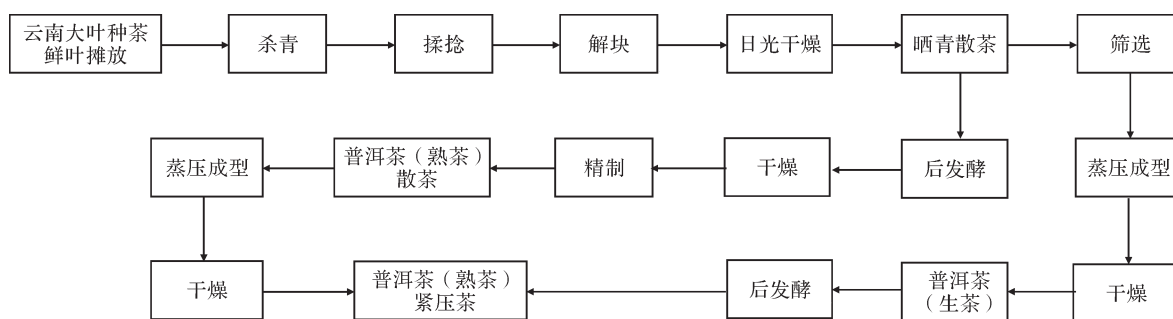 云南大叶种茶
鲜叶摊放
杀青
揉捻
解块
日光干燥
晒青散茶
筛选
蒸压成型
普洱茶（熟茶）
散茶
精制
干燥
后发酵
蒸压成型
干燥
普洱茶（熟茶）
紧压茶
后发酵
普洱茶
（生茶）
干燥